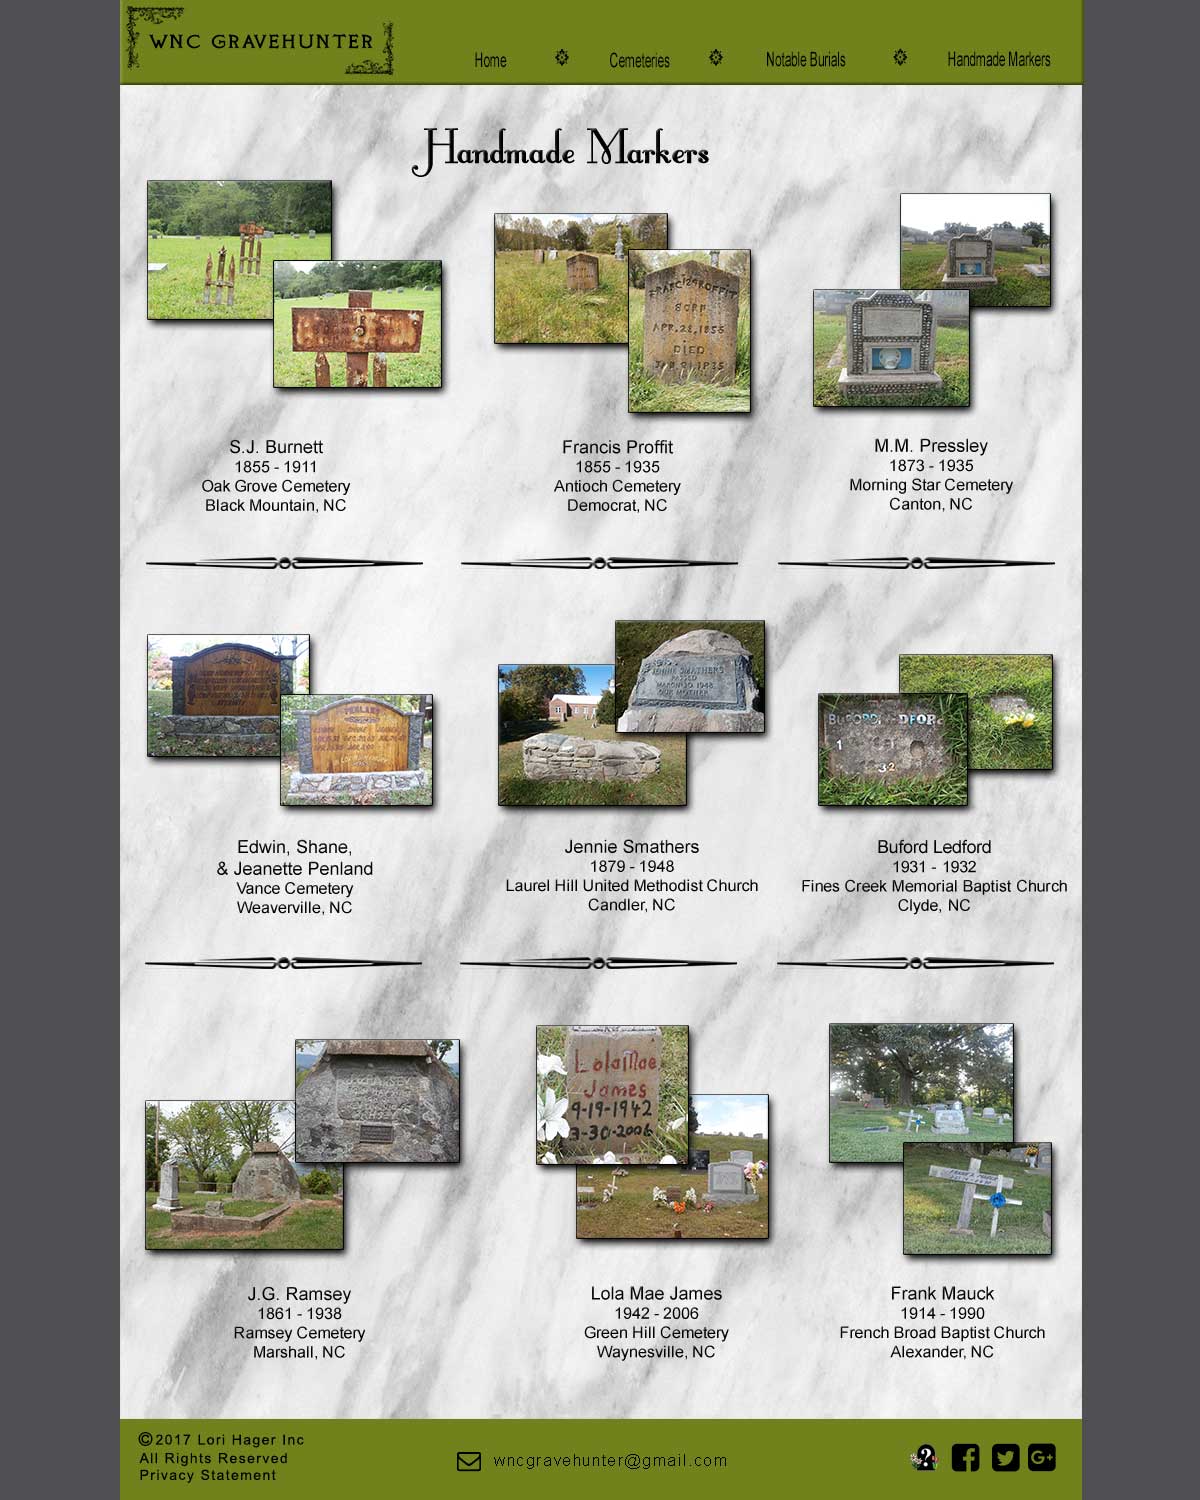 WNC GRAVEHUNTER
Home
Cemeteries
Notable Burials
Handmade Markers
Handmade Markers
FRANCIS PROFFIT
BORN
APR. 28, 1855
DIED
1935
S.J. Burnett
1855 - 1911
Oak Grove Cemetery
Black Mountain, NC
Francis Proffit
1855 - 1935
Antioch Cemetery
Democrat, NC
M.M. Pressley
1873 - 1935
Morning Star Cemetery
Canton, NC
PENLAND
JENNIE SMATHERS
PASSED
MARCH 30 1948
OUR MOTHER
32
Edwin, Shane,
& Jeanette Penland
Vance Cemetery
Weaverville, NC
Jennie Smathers
1879 - 1948
Laurel Hill United Methodist Church
Candler, NC
Buford Ledford
1931 - 1932
Fines Creek Memorial Baptist Church
Clyde, NC
Lola Mae
James
9-19-1942
3-30-2006
J.G. Ramsey
1861 - 1938
Ramsey Cemetery
Marshall, NC
Lola Mae James
1942 - 2006
Green Hill Cemetery
Waynesville, NC
Frank Mauck
1914 - 1990
French Broad Baptist Church
Alexander, NC
©2017 Lori Hager Inc
All Rights Reserved
Privacy Statement
wncgravehunter@gmail.com
?
f
G+